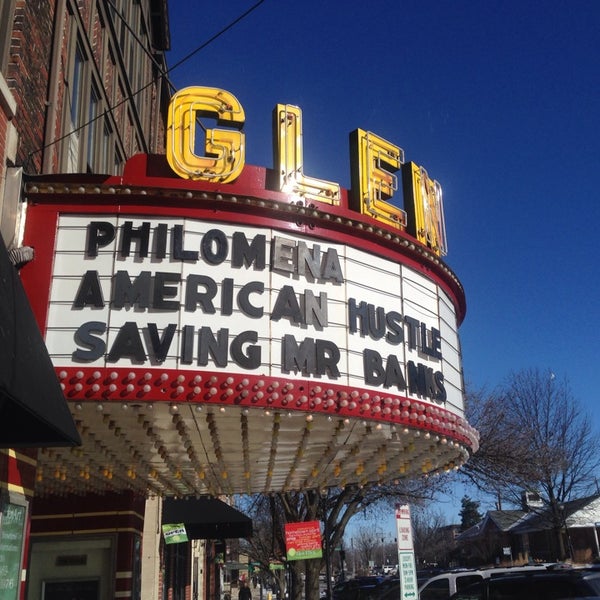 GLEN
PHILOMENA
AMERICAN HUSTLE
SAVING MR BANKS